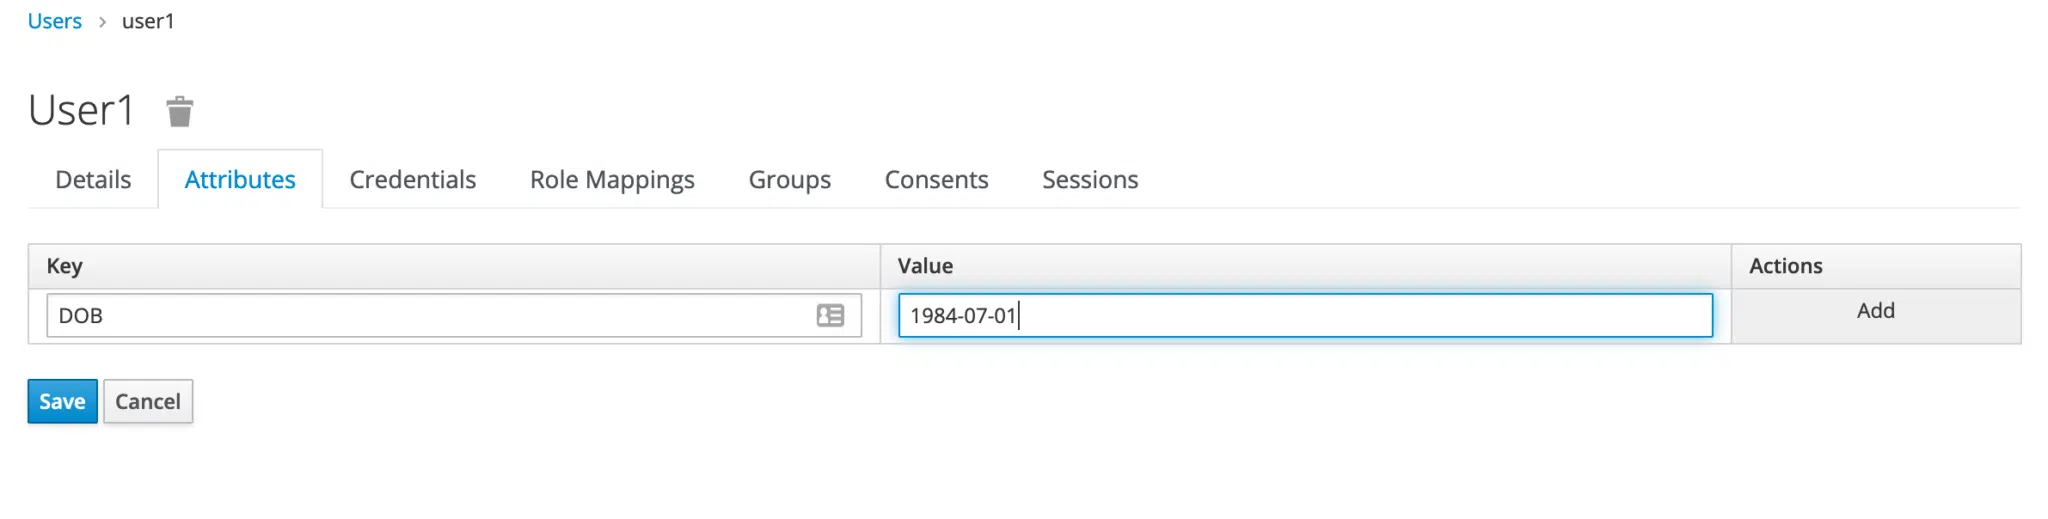 Users > user1
User1
Details Attributes Credentials Role Mappings Groups Consents Sessions
Key Value Actions
DOB 1984-07-01 Add
Save Cancel